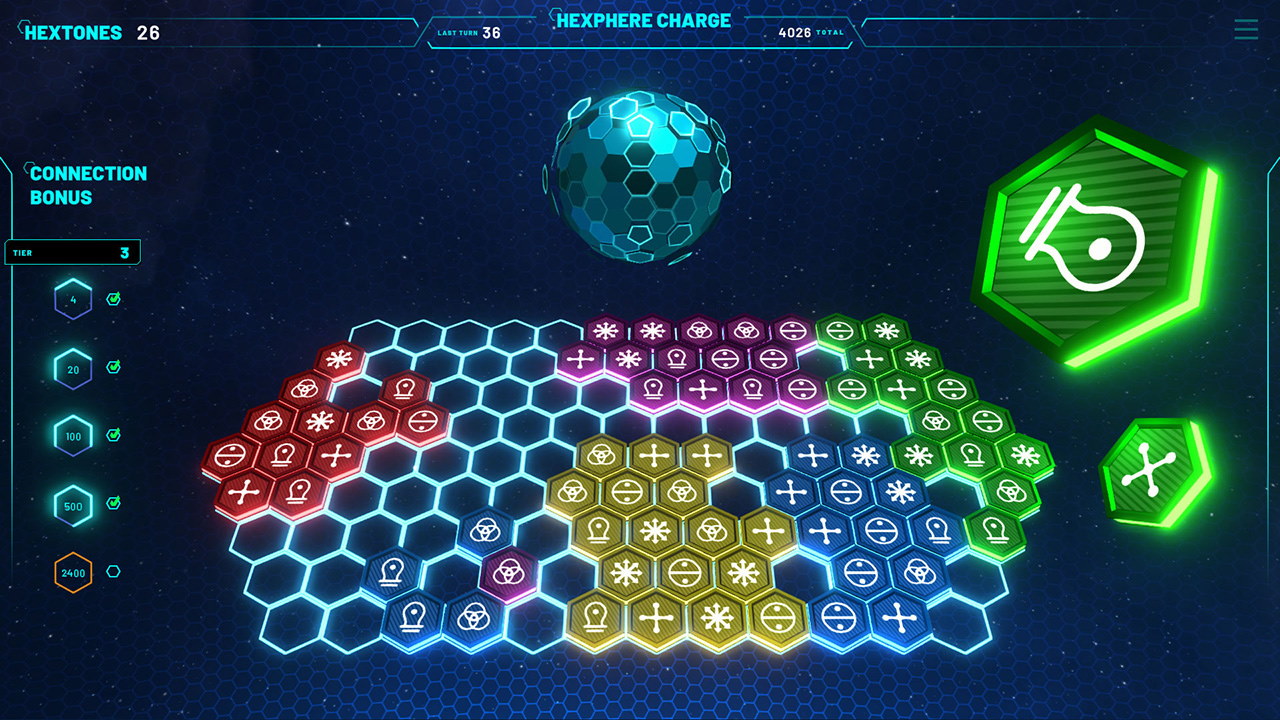 HEXTONES 26
LAST TURN 36
HEXPHERE CHARGE
4026 TOTAL
CONNECTION
BONUS
TIER 3
4
20
100
500
2400